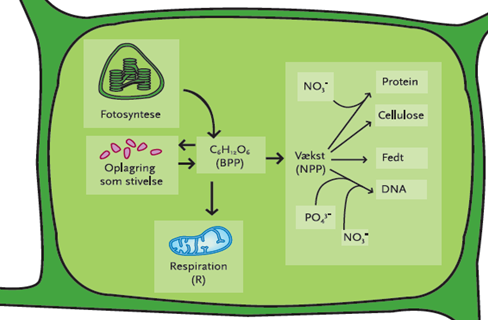 Fotosyntese
Oplagring
som stivelse
C₆H₁₂O₆
(BPP)
Respiration
(R)
Vækst
(NPP)
NO₃⁻
Protein
Cellulose
Fedt
DNA
PO₄³⁻
NO₃⁻